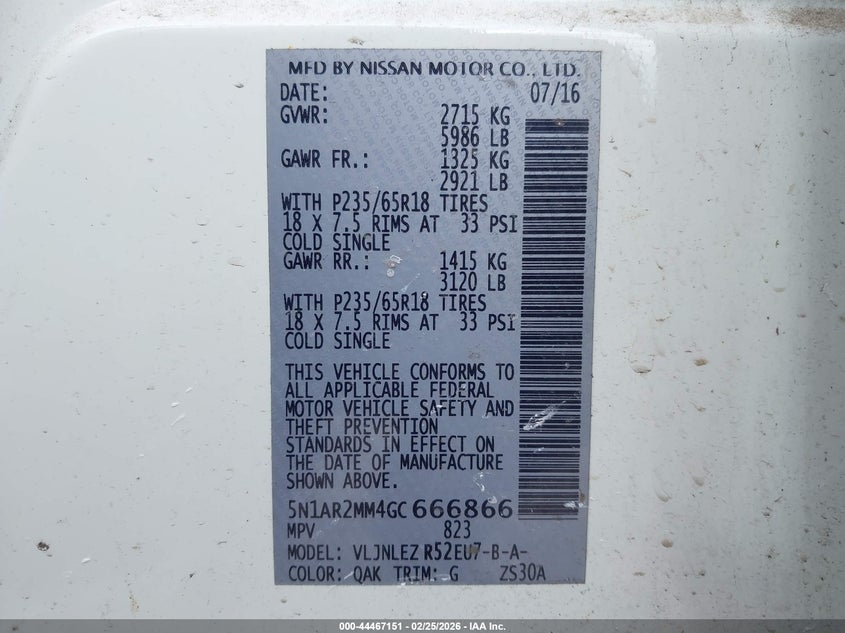 MFD BY NISSAN MOTOR CO., LTD.
DATE: 07/16
GVWR: 2715 KG
5986 LB
GAWR FR.: 1325 KG
2921 LB
WITH P235/65R18 TIRES
18 X 7.5 RIMS AT 33 PSI
COLD SINGLE
GAWR RR.: 1415 KG
3120 LB
WITH P235/65R18 TIRES
18 X 7.5 RIMS AT 33 PSI
COLD SINGLE
THIS VEHICLE CONFORMS TO
ALL APPLICABLE FEDERAL
MOTOR VEHICLE SAFETY AND
THEFT PREVENTION
STANDARDS IN EFFECT ON
THE DATE OF MANUFACTURE
SHOWN ABOVE.
5N1AR2MM4GC666866
MPV 823
MODEL: VLJNLEZ R52EU7-B-A-
COLOR: QAK TRIM: G ZS30A
000-44467151 - 02/25/2026 - IAA Inc.